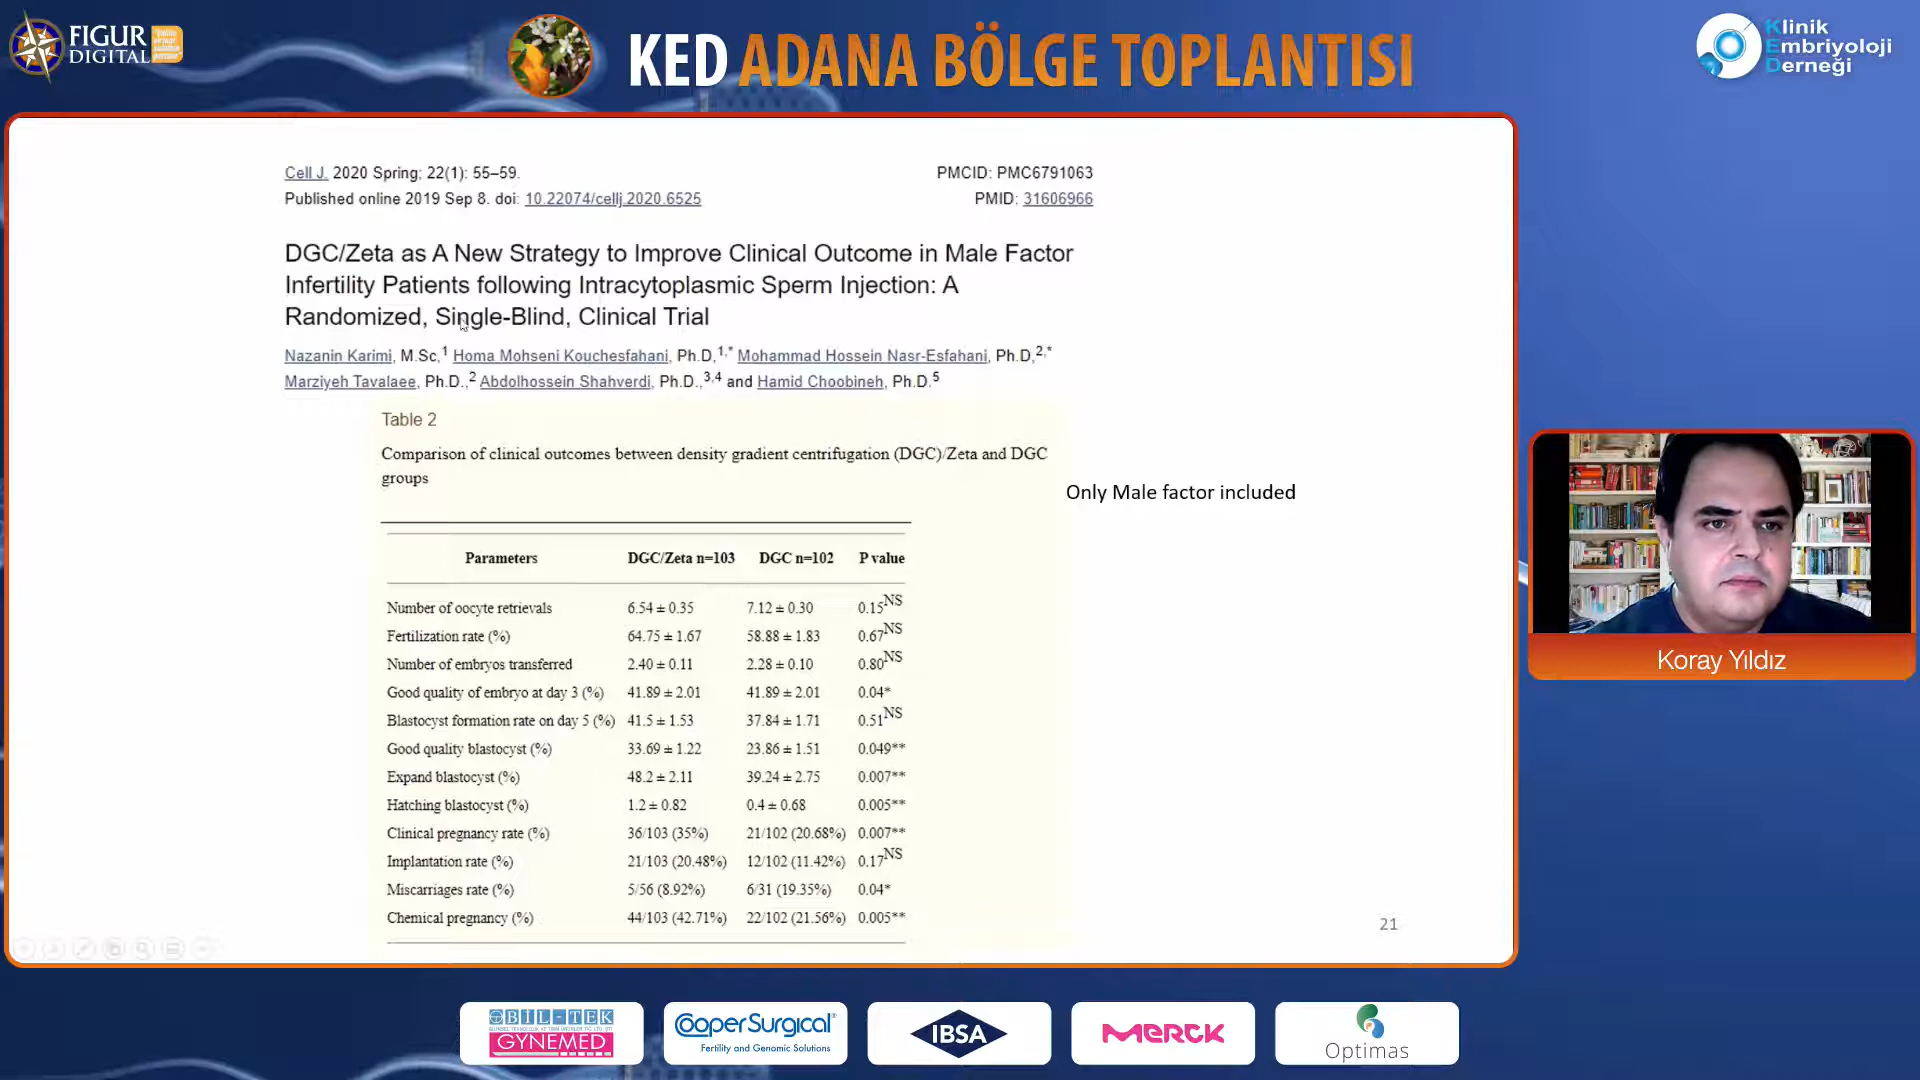 FIGUR
DIGITAL
KED ADANA BÖLGE TOPLANTISI
Klinik
Embriyoloji
Derneği
Cell J. 2020 Spring; 22(1): 55–59.
PMCID: PMC6791063
Published online 2019 Sep 8. doi: 10.22074/cellj.2020.6525
PMID: 31606966
DGC/Zeta as A New Strategy to Improve Clinical Outcome in Male Factor
Infertility Patients following Intracytoplasmic Sperm Injection: A
Randomized, Single-Blind, Clinical Trial
Nazanin Karimi, M.Sc,1 Homa Mohseni Kouchesfahani, Ph.D,1,* Mohammad Hossein Nasr-Esfahani, Ph.D,2,*
Marziyeh Tavalaee, Ph.D.,2 Abdolhossein Shahverdi, Ph.D.,3,4 and Hamid Choobineh, Ph.D.5
Table 2
Comparison of clinical outcomes between density gradient centrifugation (DGC)/Zeta and DGC
groups
Only Male factor included
Parameters DGC/Zeta n=103 DGC n=102 P value
Number of oocyte retrievals 6.54 ± 0.35 7.12 ± 0.30 0.15NS
Fertilization rate (%) 64.75 ± 1.67 58.88 ± 1.83 0.67NS
Number of embryos transferred 2.40 ± 0.11 2.28 ± 0.10 0.80NS
Good quality of embryo at day 3 (%) 41.89 ± 2.01 41.89 ± 2.01 0.04*
Blastocyst formation rate on day 5 (%) 41.5 ± 1.53 37.84 ± 1.71 0.51NS
Good quality blastocyst (%) 33.69 ± 1.22 23.86 ± 1.51 0.049**
Expand blastocyst (%) 48.2 ± 2.11 39.24 ± 2.75 0.007**
Hatching blastocyst (%) 1.2 ± 0.82 0.4 ± 0.68 0.005**
Clinical pregnancy rate (%) 36/103 (35%) 21/102 (20.68%) 0.007**
Implantation rate (%) 21/103 (20.48%) 12/102 (11.42%) 0.17NS
Miscarriages rate (%) 5/56 (8.92%) 6/31 (19.35%) 0.04*
Chemical pregnancy (%) 44/103 (42.71%) 22/102 (21.56%) 0.005**
21
Koray Yıldız
BİL-TEK
GYNEMED
CooperSurgical
Fertility and Genomic Solutions
IBSA
MERCK
Optimas